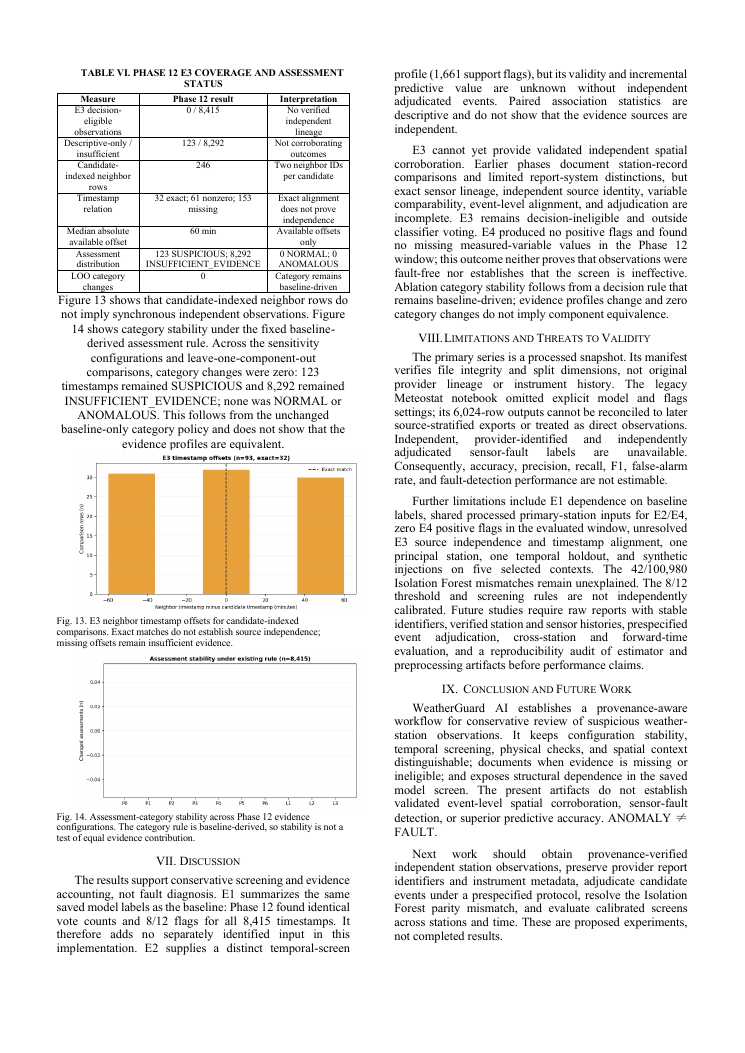 TABLE VI. PHASE 12 E3 COVERAGE AND ASSESSMENT
STATUS
Measure Phase 12 result Interpretation
E3 decision-
eligible
observations
0 / 8,415
No verified
independent
lineage
Descriptive-only /
insufficient
123 / 8,292
Not corroborating
outcomes
Candidate-
indexed neighbor
rows
246
Two neighbor IDs
per candidate
Timestamp
relation
32 exact; 61 nonzero; 153
missing
Exact alignment
does not prove
independence
Median absolute
available offset
60 min
Available offsets
only
Assessment
distribution
123 SUSPICIOUS; 8,292
INSUFFICIENT_EVIDENCE
0 NORMAL; 0
ANOMALOUS
LOO category
changes
0
Category remains
baseline-driven
Figure 13 shows that candidate-indexed neighbor rows do
not imply synchronous independent observations. Figure
14 shows category stability under the fixed baseline-
derived assessment rule. Across the sensitivity
configurations and leave-one-component-out
comparisons, category changes were zero: 123
timestamps remained SUSPICIOUS and 8,292 remained
INSUFFICIENT_EVIDENCE; none was NORMAL or
ANOMALOUS. This follows from the unchanged
baseline-only category policy and does not show that the
evidence profiles are equivalent.
E3 timestamp offsets (n=93, exact=32)
Exact match
Comparison rows (n)
30
25
20
15
10
5
0
−60 −40 −20 0 20 40 60
Neighbor timestamp minus candidate timestamp (minutes)
Fig. 13. E3 neighbor timestamp offsets for candidate-indexed
comparisons. Exact matches do not establish source independence;
missing offsets remain insufficient evidence.
Assessment stability under existing rule (n=8,415)
Changed assessments (n)
0.04
0.02
0.00
−0.02
−0.04
P0 P1 P2 P3 P4 P5 P6 L1 L2 L3
Fig. 14. Assessment-category stability across Phase 12 evidence
configurations. The category rule is baseline-derived, so stability is not a
test of equal evidence contribution.
VII. DISCUSSION
The results support conservative screening and evidence
accounting, not fault diagnosis. E1 summarizes the same
saved model labels as the baseline: Phase 12 found identical
vote counts and 8/12 flags for all 8,415 timestamps. It
therefore adds no separately identified input in this
implementation. E2 supplies a distinct temporal-screen
profile (1,661 support flags), but its validity and incremental
predictive value are unknown without independent
adjudicated events. Paired association statistics are
descriptive and do not show that the evidence sources are
independent.
E3 cannot yet provide validated independent spatial
corroboration. Earlier phases document station-record
comparisons and limited report-system distinctions, but
exact sensor lineage, independent source identity, variable
comparability, event-level alignment, and adjudication are
incomplete. E3 remains decision-ineligible and outside
classifier voting. E4 produced no positive flags and found
no missing measured-variable values in the Phase 12
window; this outcome neither proves that observations were
fault-free nor establishes that the screen is ineffective.
Ablation category stability follows from a decision rule that
remains baseline-driven; evidence profiles change and zero
category changes do not imply component equivalence.
VIII. LIMITATIONS AND THREATS TO VALIDITY
The primary series is a processed snapshot. Its manifest
verifies file integrity and split dimensions, not original
provider lineage or instrument history. The legacy
Meteostat notebook omitted explicit model and flags
settings; its 6,024-row outputs cannot be reconciled to later
source-stratified exports or treated as direct observations.
Independent, provider-identified and independently
adjudicated sensor-fault labels are unavailable.
Consequently, accuracy, precision, recall, F1, false-alarm
rate, and fault-detection performance are not estimable.
Further limitations include E1 dependence on baseline
labels, shared processed primary-station inputs for E2/E4,
zero E4 positive flags in the evaluated window, unresolved
E3 source independence and timestamp alignment, one
principal station, one temporal holdout, and synthetic
injections on five selected contexts. The 42/100,980
Isolation Forest mismatches remain unexplained. The 8/12
threshold and screening rules are not independently
calibrated. Future studies require raw reports with stable
identifiers, verified station and sensor histories, prespecified
event adjudication, cross-station and forward-time
evaluation, and a reproducibility audit of estimator and
preprocessing artifacts before performance claims.
IX. CONCLUSION AND FUTURE WORK
WeatherGuard AI establishes a provenance-aware
workflow for conservative review of suspicious weather-
station observations. It keeps configuration stability,
temporal screening, physical checks, and spatial context
distinguishable; documents when evidence is missing or
ineligible; and exposes structural dependence in the saved
model screen. The present artifacts do not establish
validated event-level spatial corroboration, sensor-fault
detection, or superior predictive accuracy. ANOMALY ≠
FAULT.
Next work should obtain provenance-verified
independent station observations, preserve provider report
identifiers and instrument metadata, adjudicate candidate
events under a prespecified protocol, resolve the Isolation
Forest parity mismatch, and evaluate calibrated screens
across stations and time. These are proposed experiments,
not completed results.